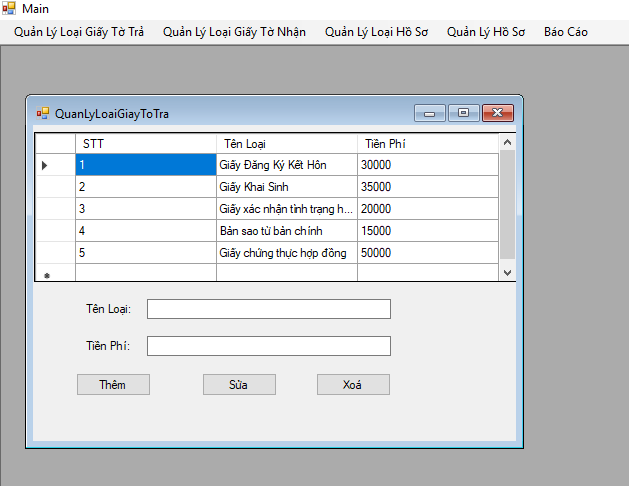 Main
Quản Lý Loại Giấy Tờ Trả Quản Lý Loại Giấy Tờ Nhận Quản Lý Loại Hồ Sơ Quản Lý Hồ Sơ Báo Cáo
QuanLyLoaiGiayToTra
STT Tên Loại Tiền Phí
1 Giấy Đăng Ký Kết Hôn 30000
2 Giấy Khai Sinh 35000
3 Giấy xác nhận tình trạng h... 20000
4 Bản sao từ bản chính 15000
5 Giấy chứng thực hợp đồng 50000
Tên Loại:
Tiền Phí:
Thêm Sửa Xoá